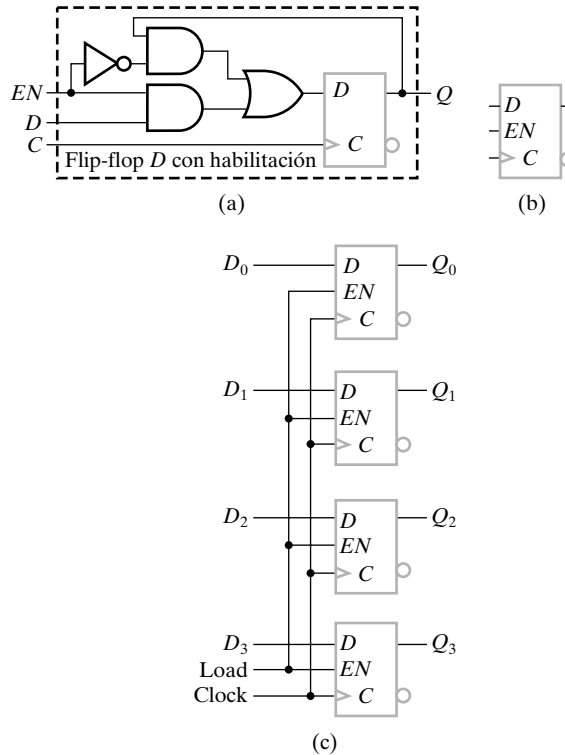 EN
D
C
D
C
Q
Flip-flop D con habilitación
(a)
D
EN
C
(b)
D₀
D
EN
C
Q₀
D₁
D
EN
C
Q₁
D₂
D
EN
C
Q₂
D₃
Load
Clock
D
EN
C
Q₃
(c)